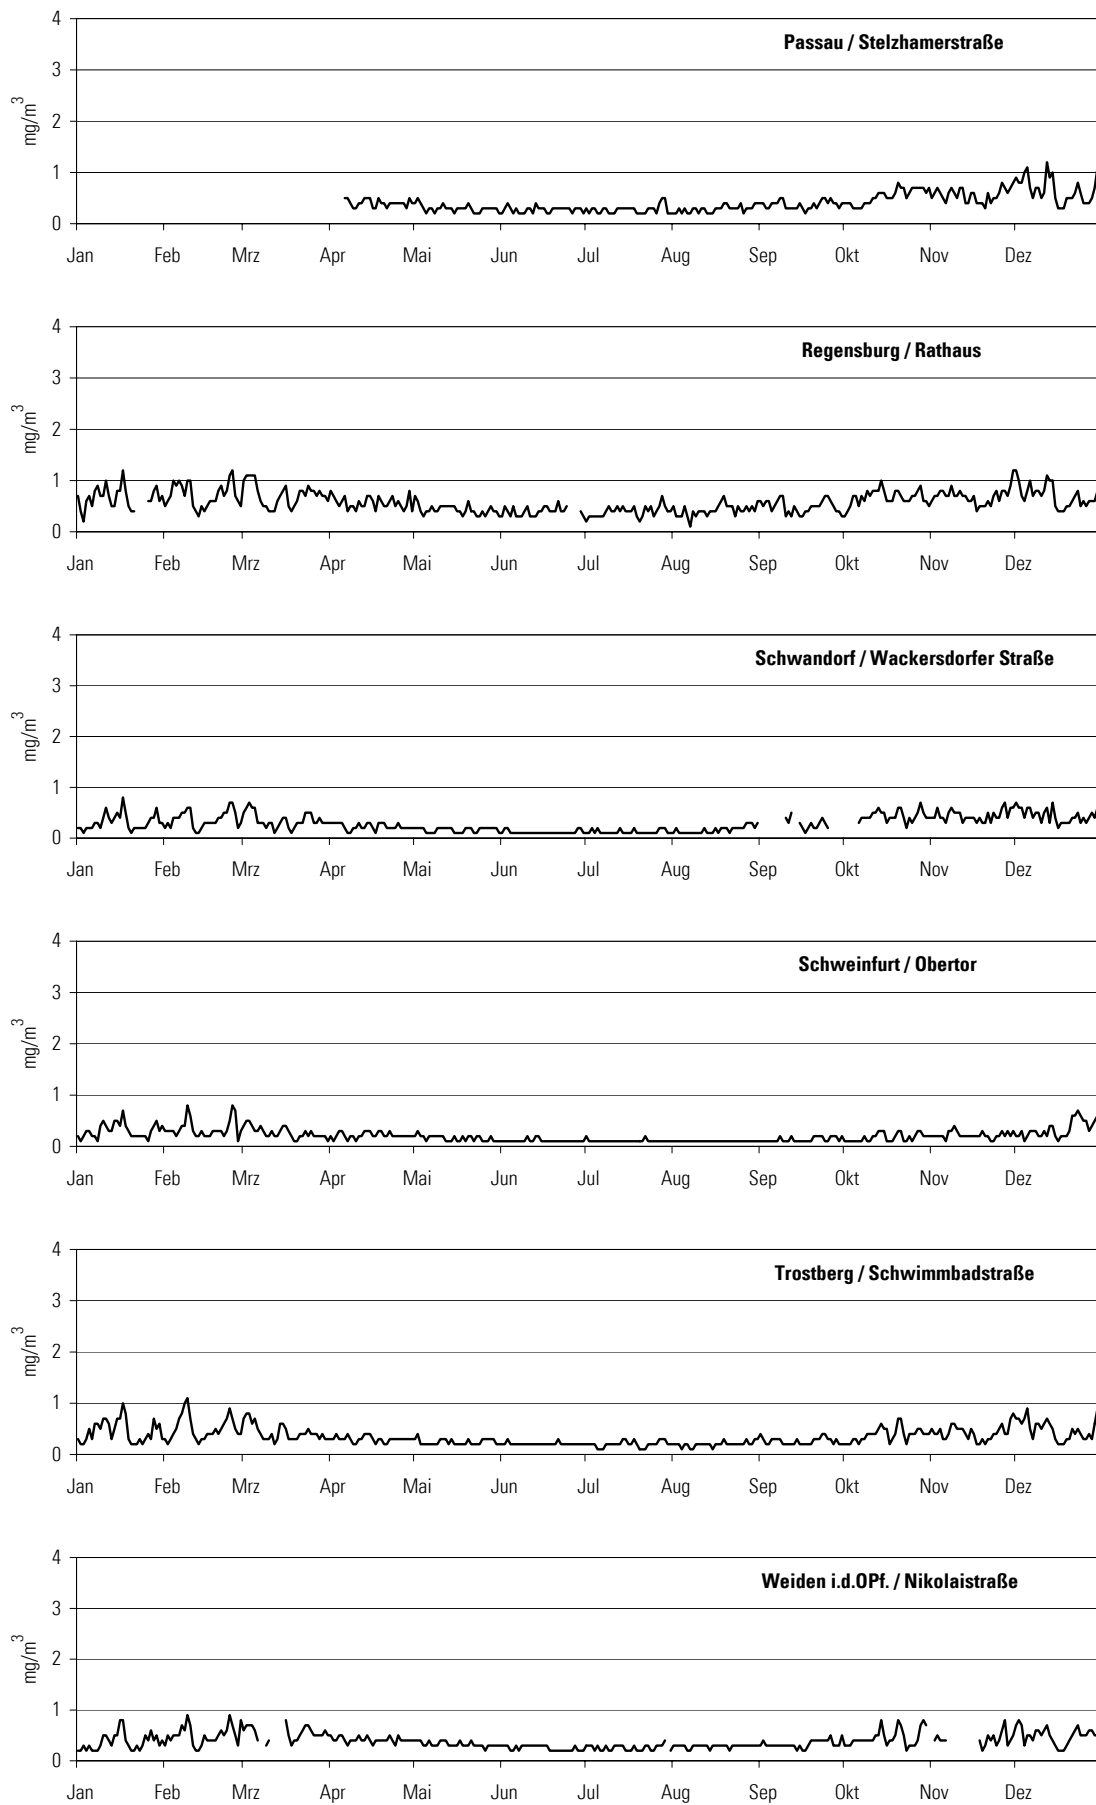 4
Passau / Stelzhamerstraße
3
mg/m³
2
1
0
Jan Feb Mrz Apr Mai Jun Jul Aug Sep Okt Nov Dez
4
Regensburg / Rathaus
3
mg/m³
2
1
0
Jan Feb Mrz Apr Mai Jun Jul Aug Sep Okt Nov Dez
4
Schwandorf / Wackersdorfer Straße
3
mg/m³
2
1
0
Jan Feb Mrz Apr Mai Jun Jul Aug Sep Okt Nov Dez
4
Schweinfurt / Obertor
3
mg/m³
2
1
0
Jan Feb Mrz Apr Mai Jun Jul Aug Sep Okt Nov Dez
4
Trostberg / Schwimmbadstraße
3
mg/m³
2
1
0
Jan Feb Mrz Apr Mai Jun Jul Aug Sep Okt Nov Dez
4
Weiden i.d.OPf. / Nikolaistraße
3
mg/m³
2
1
0
Jan Feb Mrz Apr Mai Jun Jul Aug Sep Okt Nov Dez